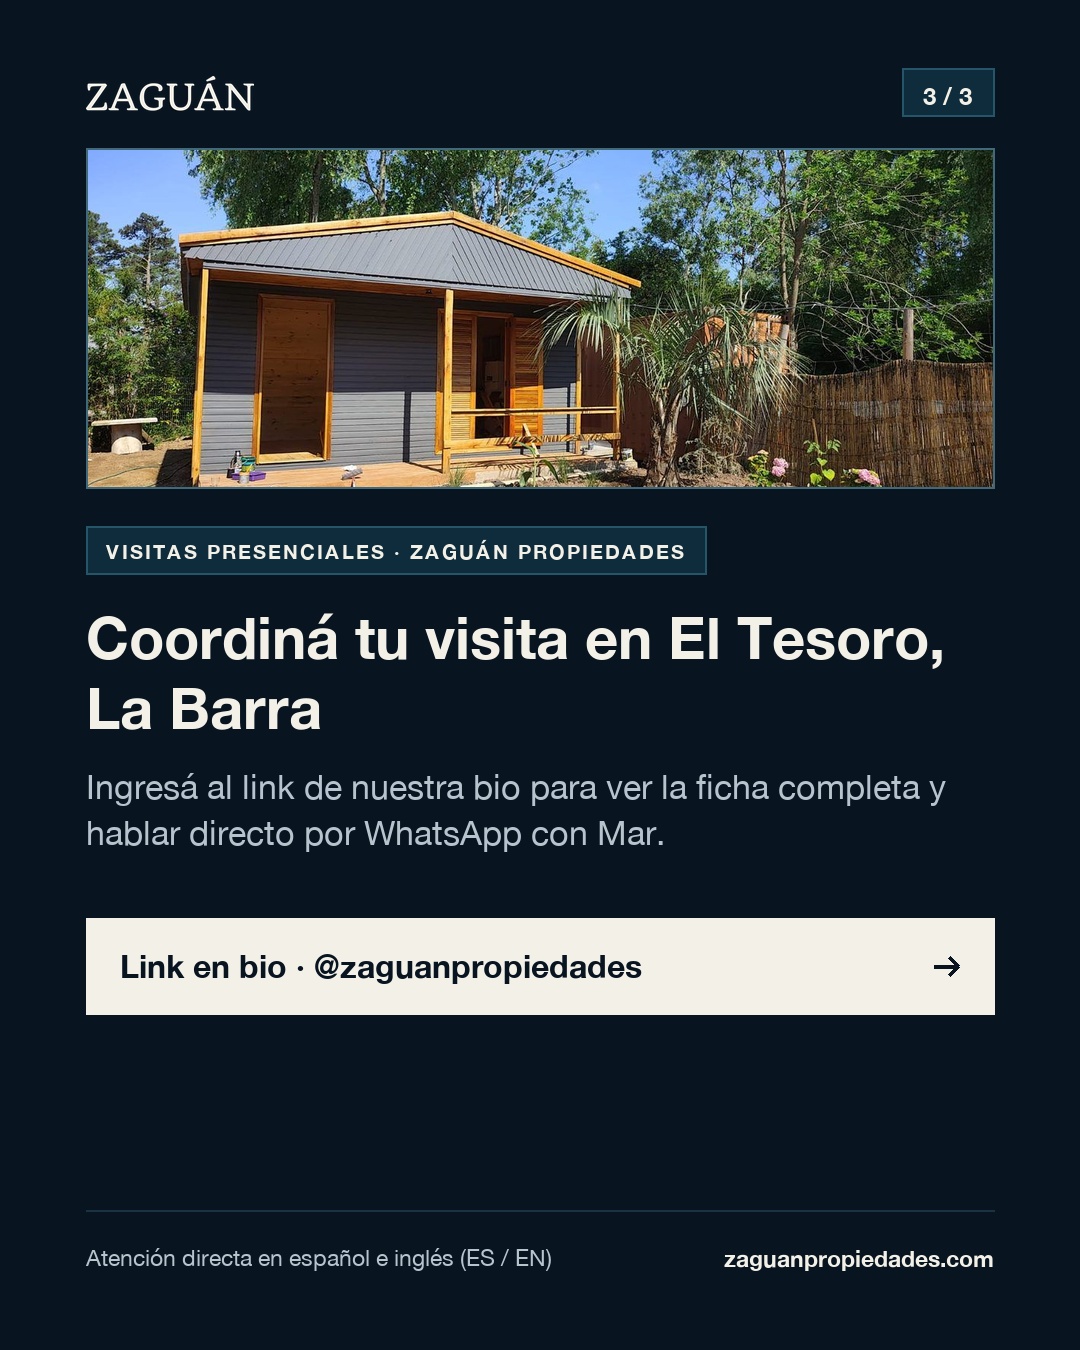 ZAGUÁN
3 / 3
VISITAS PRESENCIALES · ZAGUÁN PROPIEDADES
Coordiná tu visita en El Tesoro,
La Barra
Ingresá al link de nuestra bio para ver la ficha completa y
hablar directo por WhatsApp con Mar.
Link en bio · @zaguanpropiedades →
Atención directa en español e inglés (ES / EN)
zaguanpropiedades.com